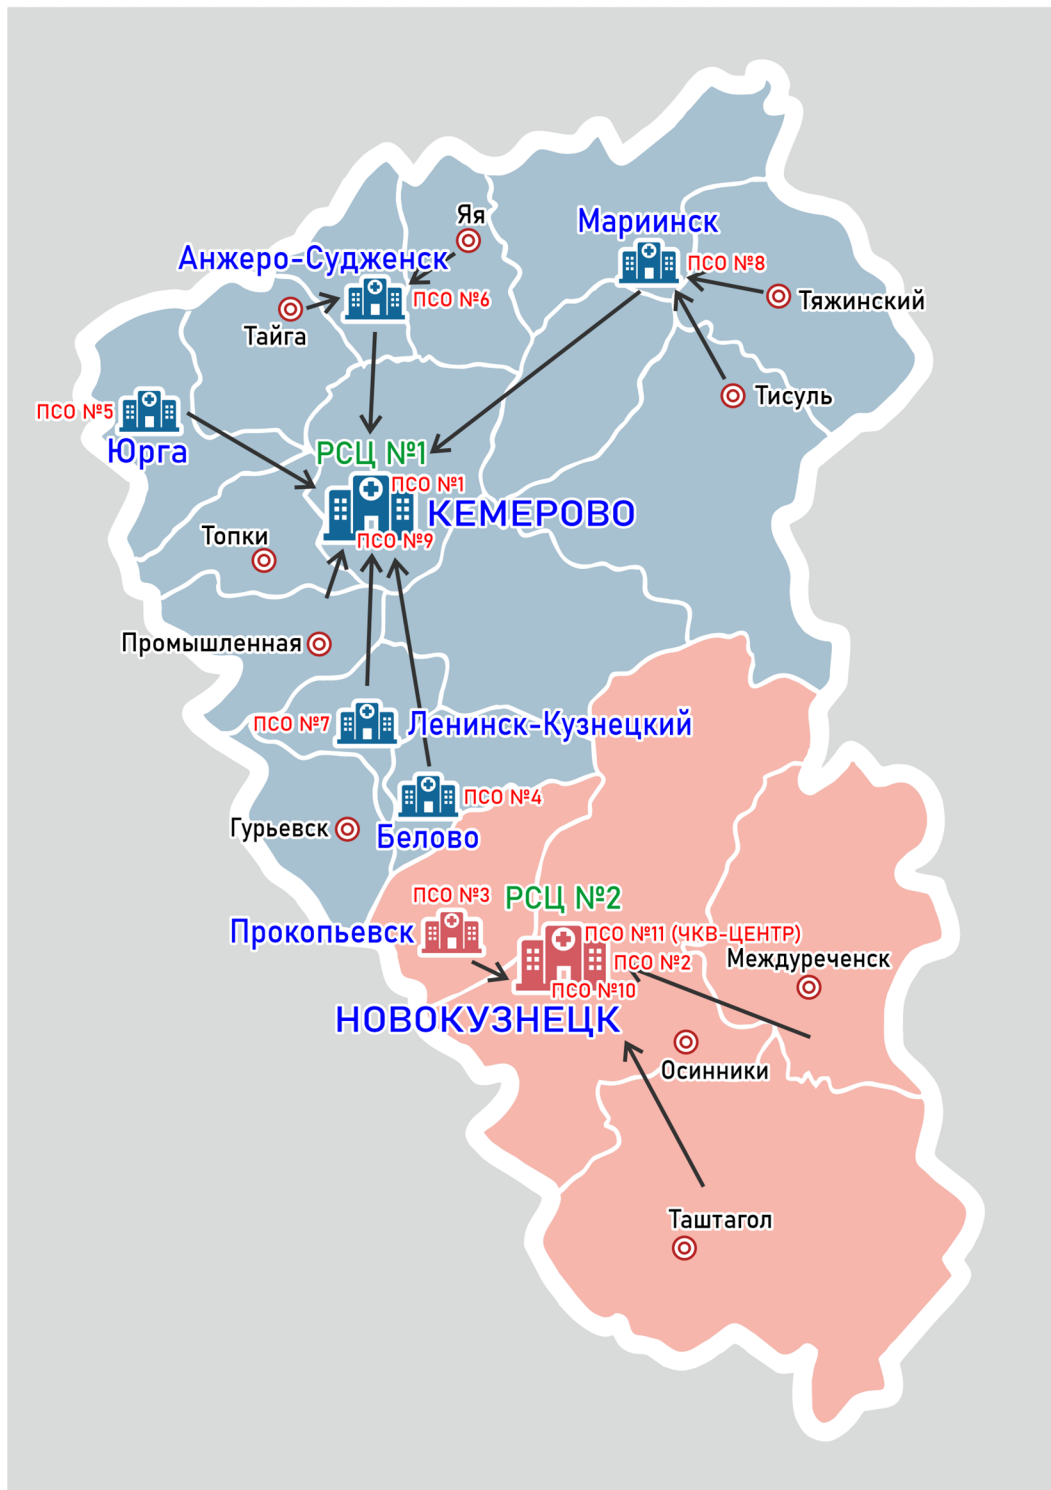 Яя
Мариинск
Анжеро-Судженск
ПСО №8
ПСО №6
Тяжинский
Тайга
Тисуль
ПСО №5
Юрга
РСЦ №1
ПСО №1
КЕМЕРОВО
Топки
ПСО №9
Промышленная
ПСО №7
Ленинск-Кузнецкий
ПСО №4
Гурьевск
Белово
ПСО №3
РСЦ №2
Прокопьевск
ПСО №11 (ЧКВ-ЦЕНТР)
Междуреченск
ПСО №2
ПСО №10
НОВОКУЗНЕЦК
Осинники
Таштагол